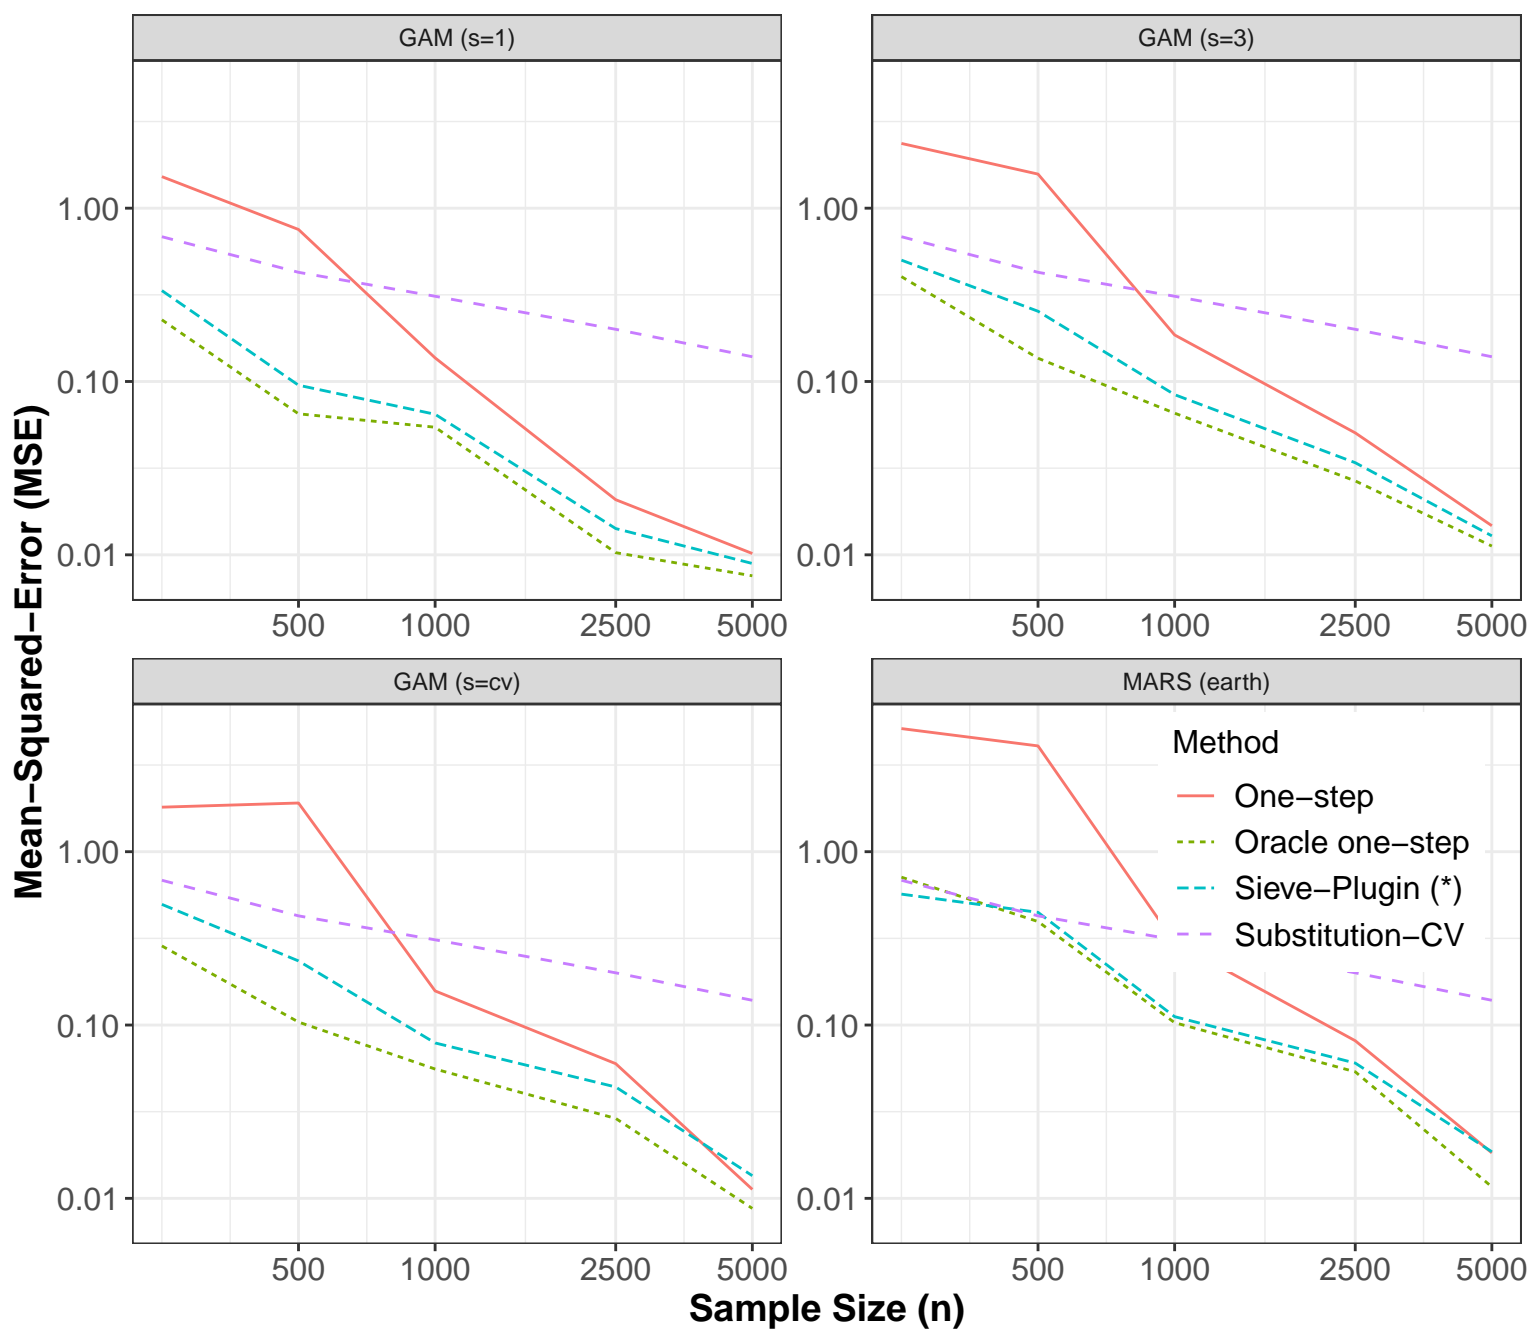 GAM (s=1)
GAM (s=3)
1.00
0.10
0.01
1.00
0.10
0.01
500
1000
2500
5000
500
1000
2500
5000
GAM (s=cv)
MARS (earth)
1.00
0.10
0.01
1.00
0.10
0.01
Method
One−step
Oracle one−step
Sieve−Plugin (*)
Substitution−CV
500
1000
2500
5000
500
1000
2500
5000
Sample Size (n)
Mean−Squared−Error (MSE)